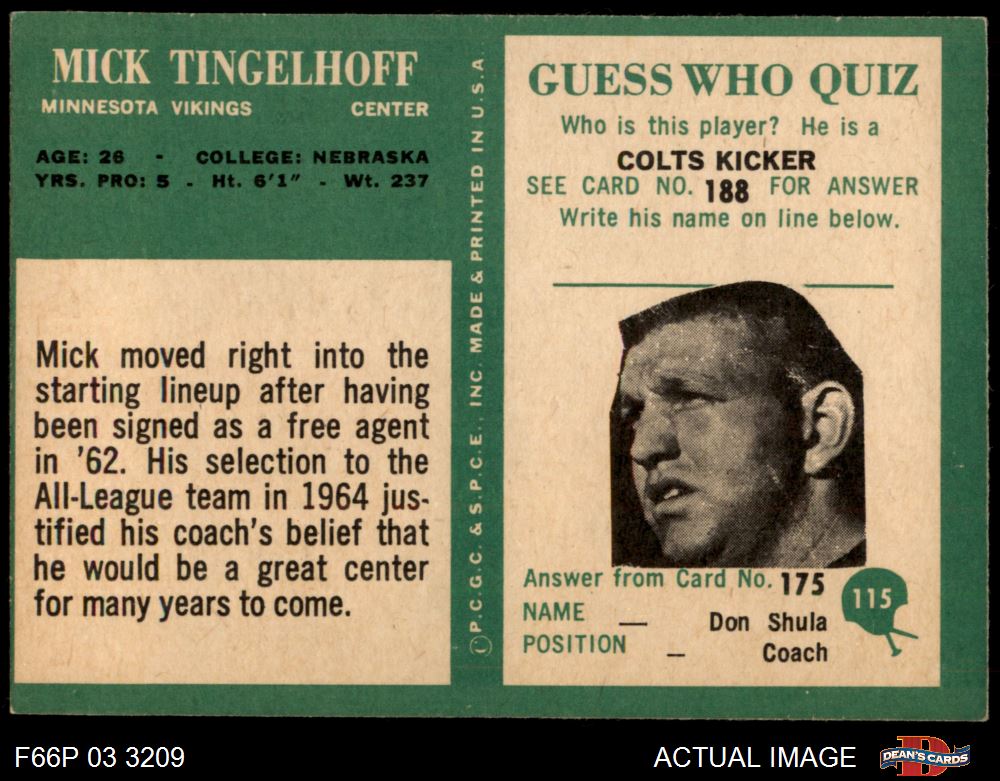 MICK TINGELHOFF
MINNESOTA VIKINGS CENTER
AGE: 26 - COLLEGE: NEBRASKA
YRS. PRO: 5 - Ht. 6'1" - Wt. 237
Mick moved right into the
starting lineup after having
been signed as a free agent
in '62. His selection to the
All-League team in 1964 jus-
tified his coach's belief that
he would be a great center
for many years to come.
©P.C.G.C. & S.P.C.E., INC. MADE & PRINTED IN U.S.A.
GUESS WHO QUIZ
Who is this player? He is a
COLTS KICKER
SEE CARD NO. 188 FOR ANSWER
Write his name on line below.
Answer from Card No. 175
NAME — Don Shula
POSITION – Coach
115
F66P 03 3209
ACTUAL IMAGE
D
DEAN'S CARDS